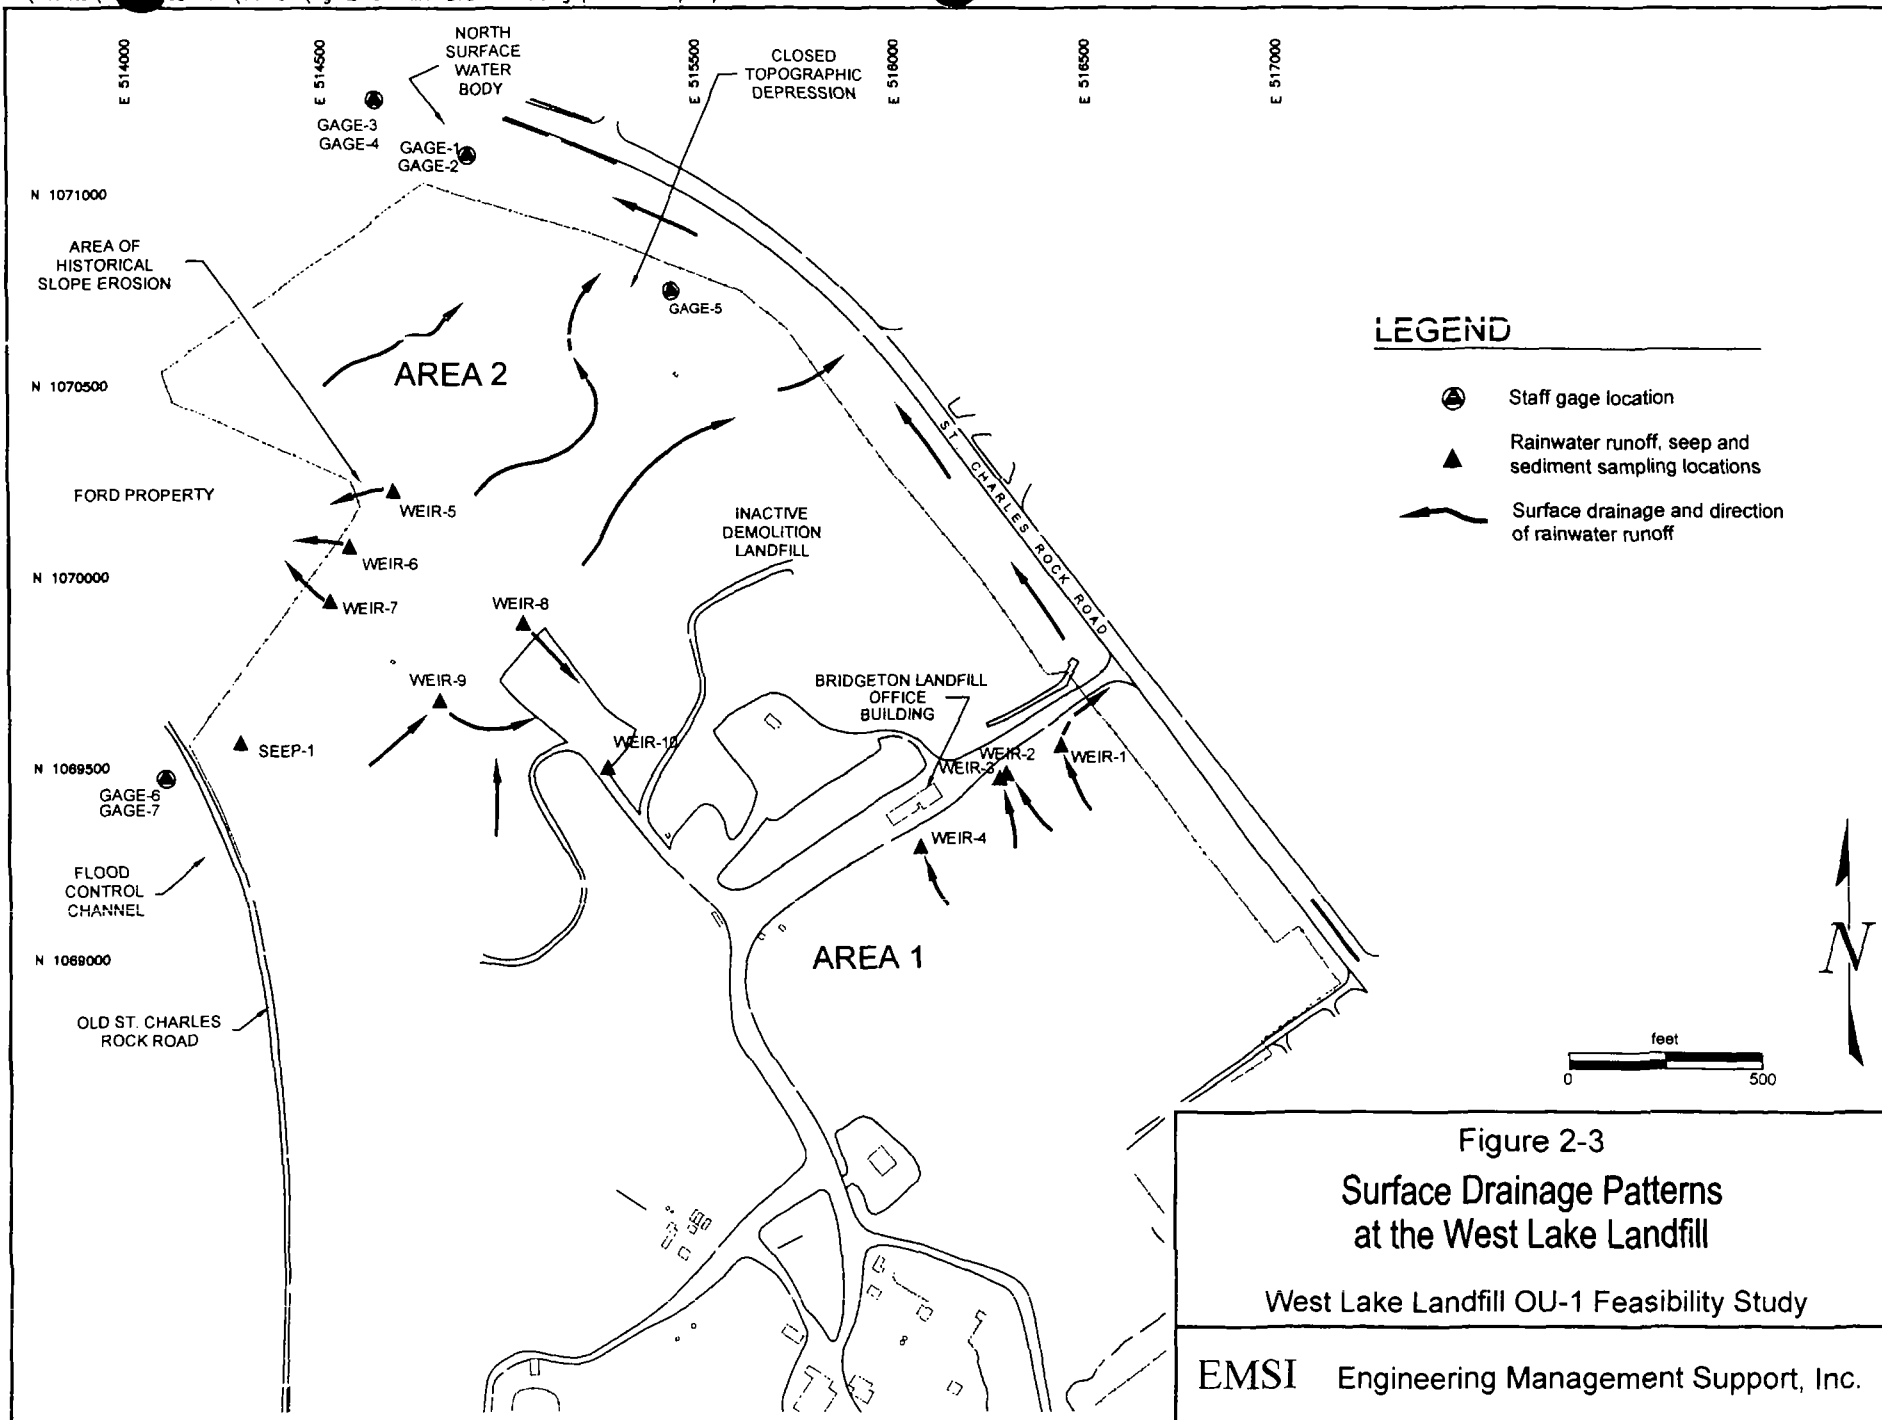 E 514000
E 514500
E 515500
E 516000
E 516500
E 517000
NORTH
SURFACE
WATER
BODY
CLOSED
TOPOGRAPHIC
DEPRESSION
GAGE-3
GAGE-4
GAGE-1
GAGE-2
N 1071000
AREA OF
HISTORICAL
SLOPE EROSION
GAGE-5
AREA 2
N 1070500
LEGEND
Staff gage location
Rainwater runoff, seep and
sediment sampling locations
Surface drainage and direction
of rainwater runoff
ST. CHARLES ROCK ROAD
FORD PROPERTY
WEIR-5
INACTIVE
DEMOLITION
LANDFILL
WEIR-6
N 1070000
WEIR-7
WEIR-8
WEIR-9
BRIDGETON LANDFILL
OFFICE
BUILDING
SEEP-1
WEIR-10
WEIR-2
WEIR-3
WEIR-1
N 1069500
GAGE-6
GAGE-7
WEIR-4
FLOOD
CONTROL
CHANNEL
AREA 1
N 1069000
N
OLD ST. CHARLES
ROCK ROAD
feet
0 500
Figure 2-3
Surface Drainage Patterns
at the West Lake Landfill
West Lake Landfill OU-1 Feasibility Study
EMSI Engineering Management Support, Inc.